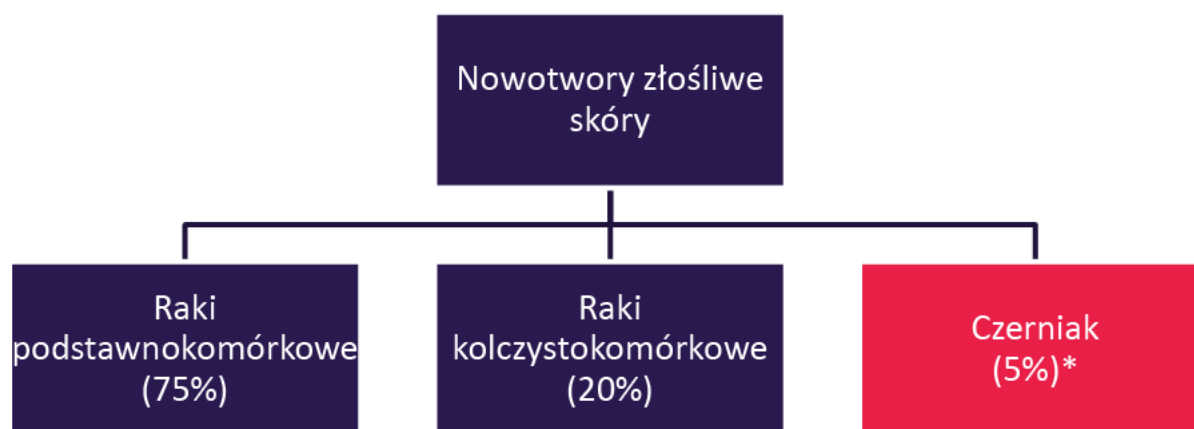 Nowotwory złośliwe
skóry
Raki
podstawnokomórkowe
(75%)
Raki
kolczystokomórkowe
(20%)
Czerniak
(5%)*